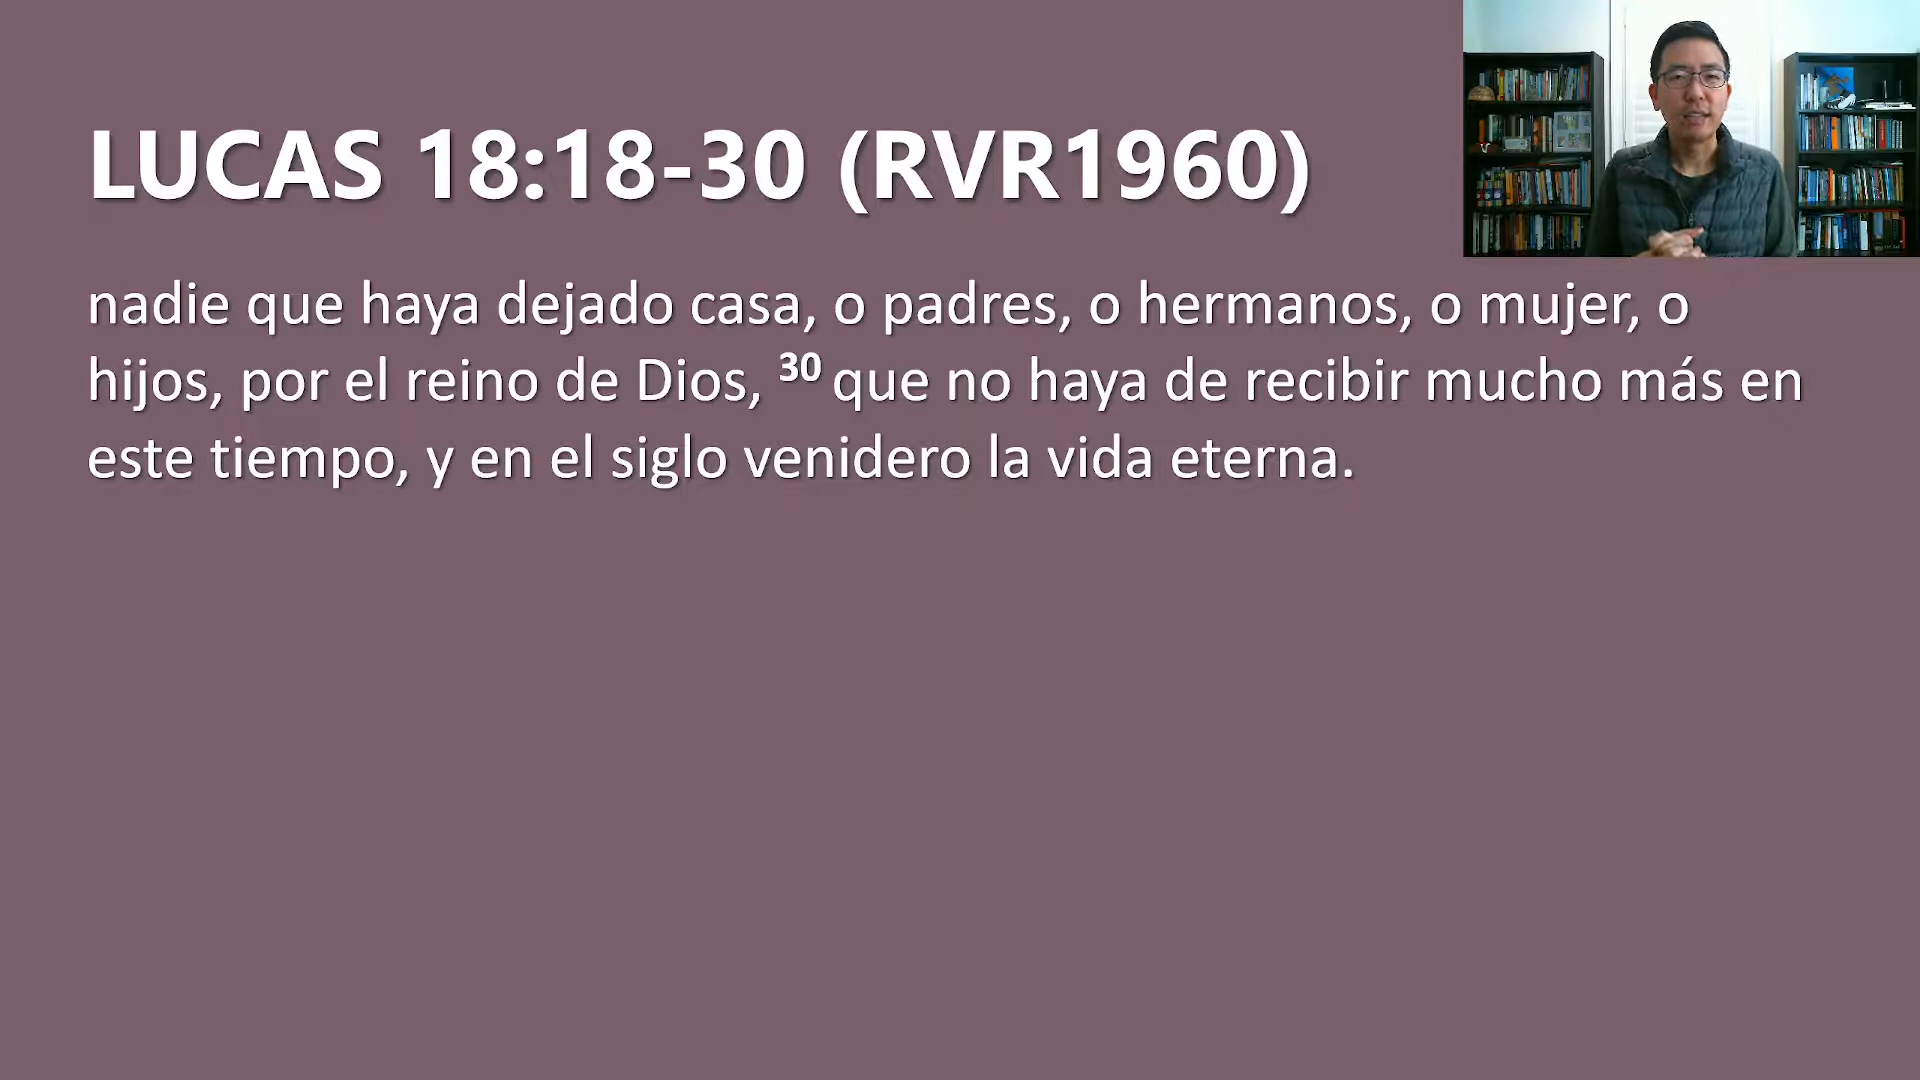 LUCAS 18:18-30 (RVR1960)
nadie que haya dejado casa, o padres, o hermanos, o mujer, o
hijos, por el reino de Dios, 30 que no haya de recibir mucho más en
este tiempo, y en el siglo venidero la vida eterna.